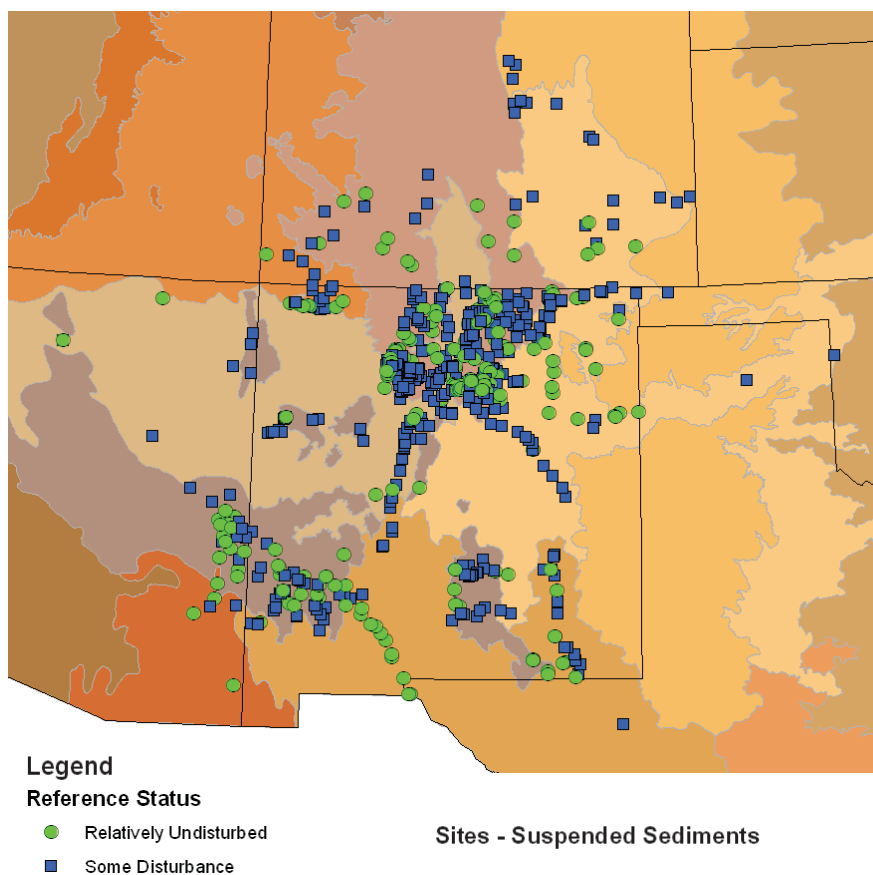 Legend
Reference Status
Relatively Undisturbed
Some Disturbance
Sites - Suspended Sediments